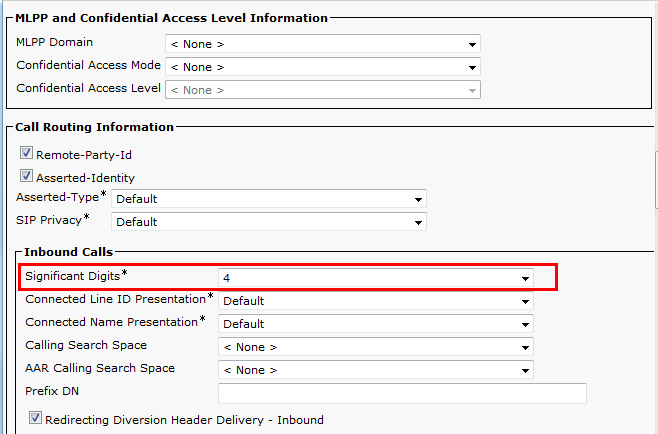 MLPP and Confidential Access Level Information
MLPP Domain < None >
Confidential Access Mode < None >
Confidential Access Level < None >
Call Routing Information
Remote-Party-Id
Asserted-Identity
Asserted-Type* Default
SIP Privacy* Default
Inbound Calls
Significant Digits* 4
Connected Line ID Presentation* Default
Connected Name Presentation* Default
Calling Search Space < None >
AAR Calling Search Space < None >
Prefix DN
Redirecting Diversion Header Delivery - Inbound